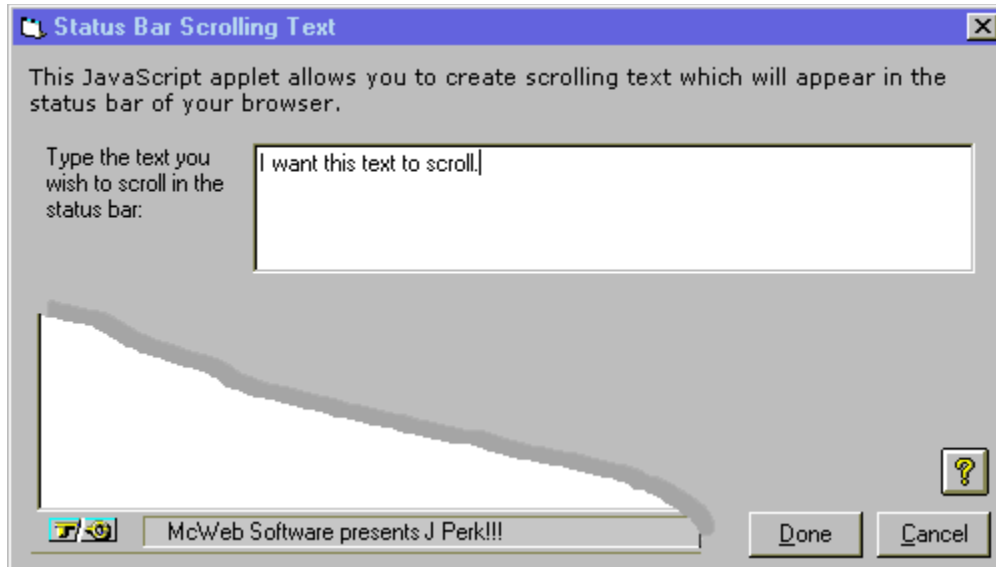 Status Bar Scrolling Text
This JavaScript applet allows you to create scrolling text which will appear in the
status bar of your browser.
Type the text you
wish to scroll in the
status bar:
I want this text to scroll.
?
McWeb Software presents J Perk!!!
Done
Cancel